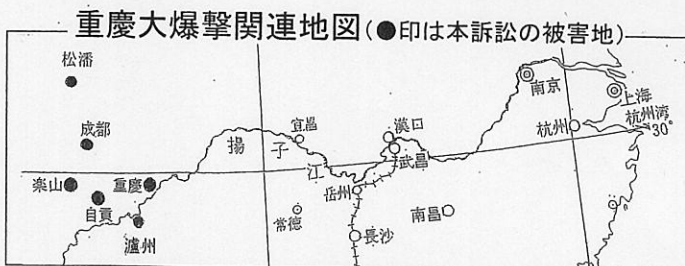 重慶大爆撃関連地図(●印は本訴訟の被害地)
松潘
成都
楽山
自貢
重慶
瀘州
揚子江
宜昌
漢口
武昌
岳州
常徳
長沙
南昌
南京
上海
杭州
杭州湾
30°